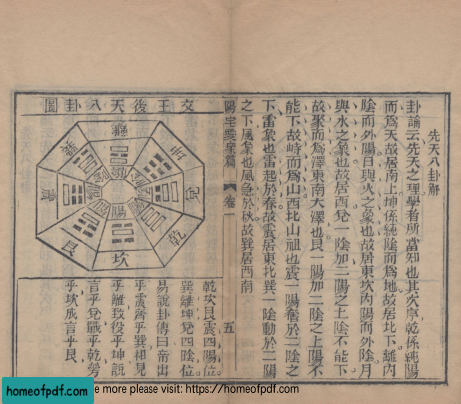 先天八卦解
卦論云先天之理學者所當知也其次序乾係純陽
而為天故居南上坤係純陰而為地故居北下離內
陰而外陽日與火之象也故居東坎內陽而外陰月
與水之象也故居西兌一陰加二陽之上陰不能下
故聚而為澤東南大澤也艮一陽加二陰之上陽不
能下故峙而為山西北山祖也震一陽奮於二陰之
下雷象也雷起於春故震居東北巽一陰動於二陽
之下風象也風急於秋故巽居西南
陽宅
篇
卷一
五
文王後天八卦圖
離
坤
兌
乾
坎
艮
震
巽
乾坎艮震四陽位
巽離坤兌四陰位
易說卦傳曰帝出
乎震齊乎巽相見
乎離致役乎坤說
言乎兌戰乎乾勞
乎坎成言乎艮
homeofpdf.com
e more please visit: https://homeofpdf.com